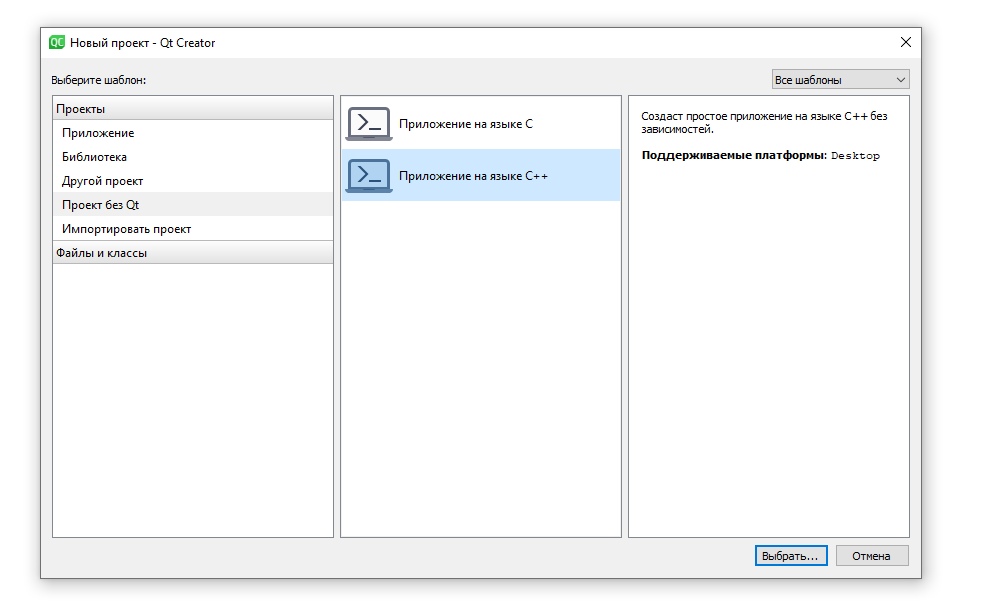 QC Новый проект - Qt Creator
Выберите шаблон:
Все шаблоны
Проекты
Приложение
Библиотека
Другой проект
Проект без Qt
Импортировать проект
Файлы и классы
Приложение на языке C
Приложение на языке C++
Создаст простое приложение на языке C++ без
зависимостей.
Поддерживаемые платформы: Desktop
Выбрать...
Отмена